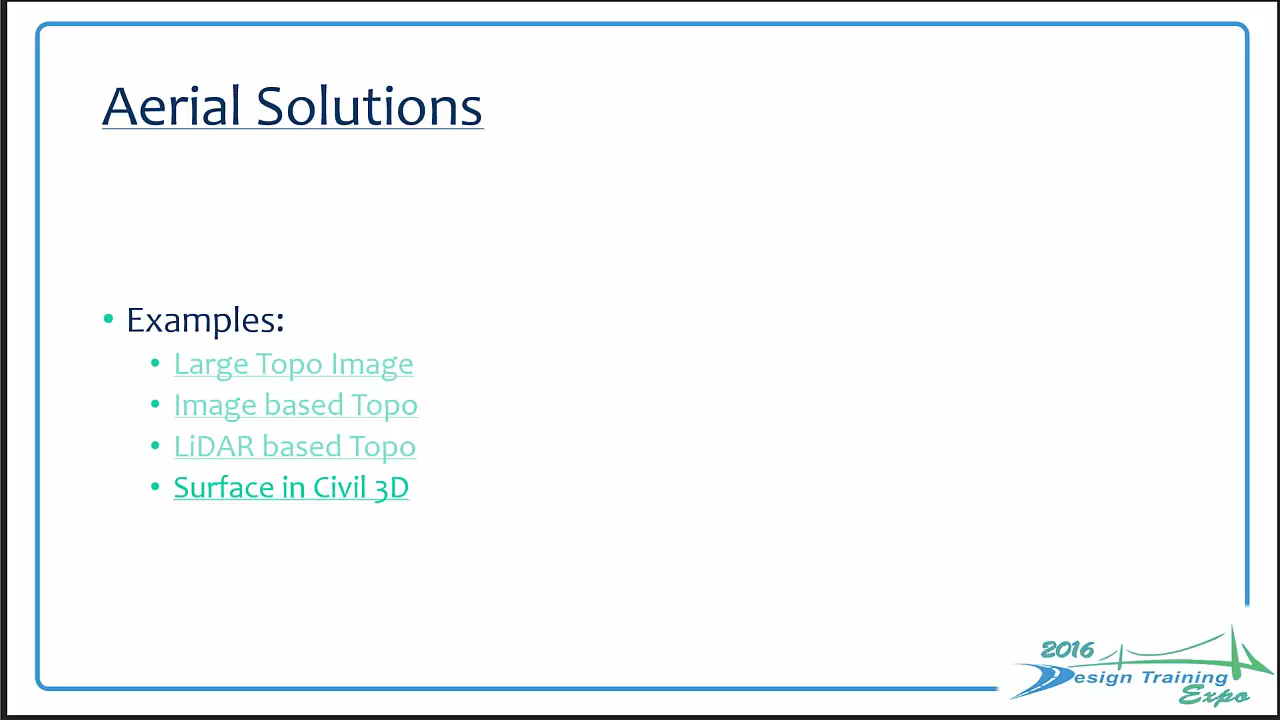 Aerial Solutions
• Examples:
• Large Topo Image
• Image based Topo
• LiDAR based Topo
• Surface in Civil 3D
2016
Design Training
Expo